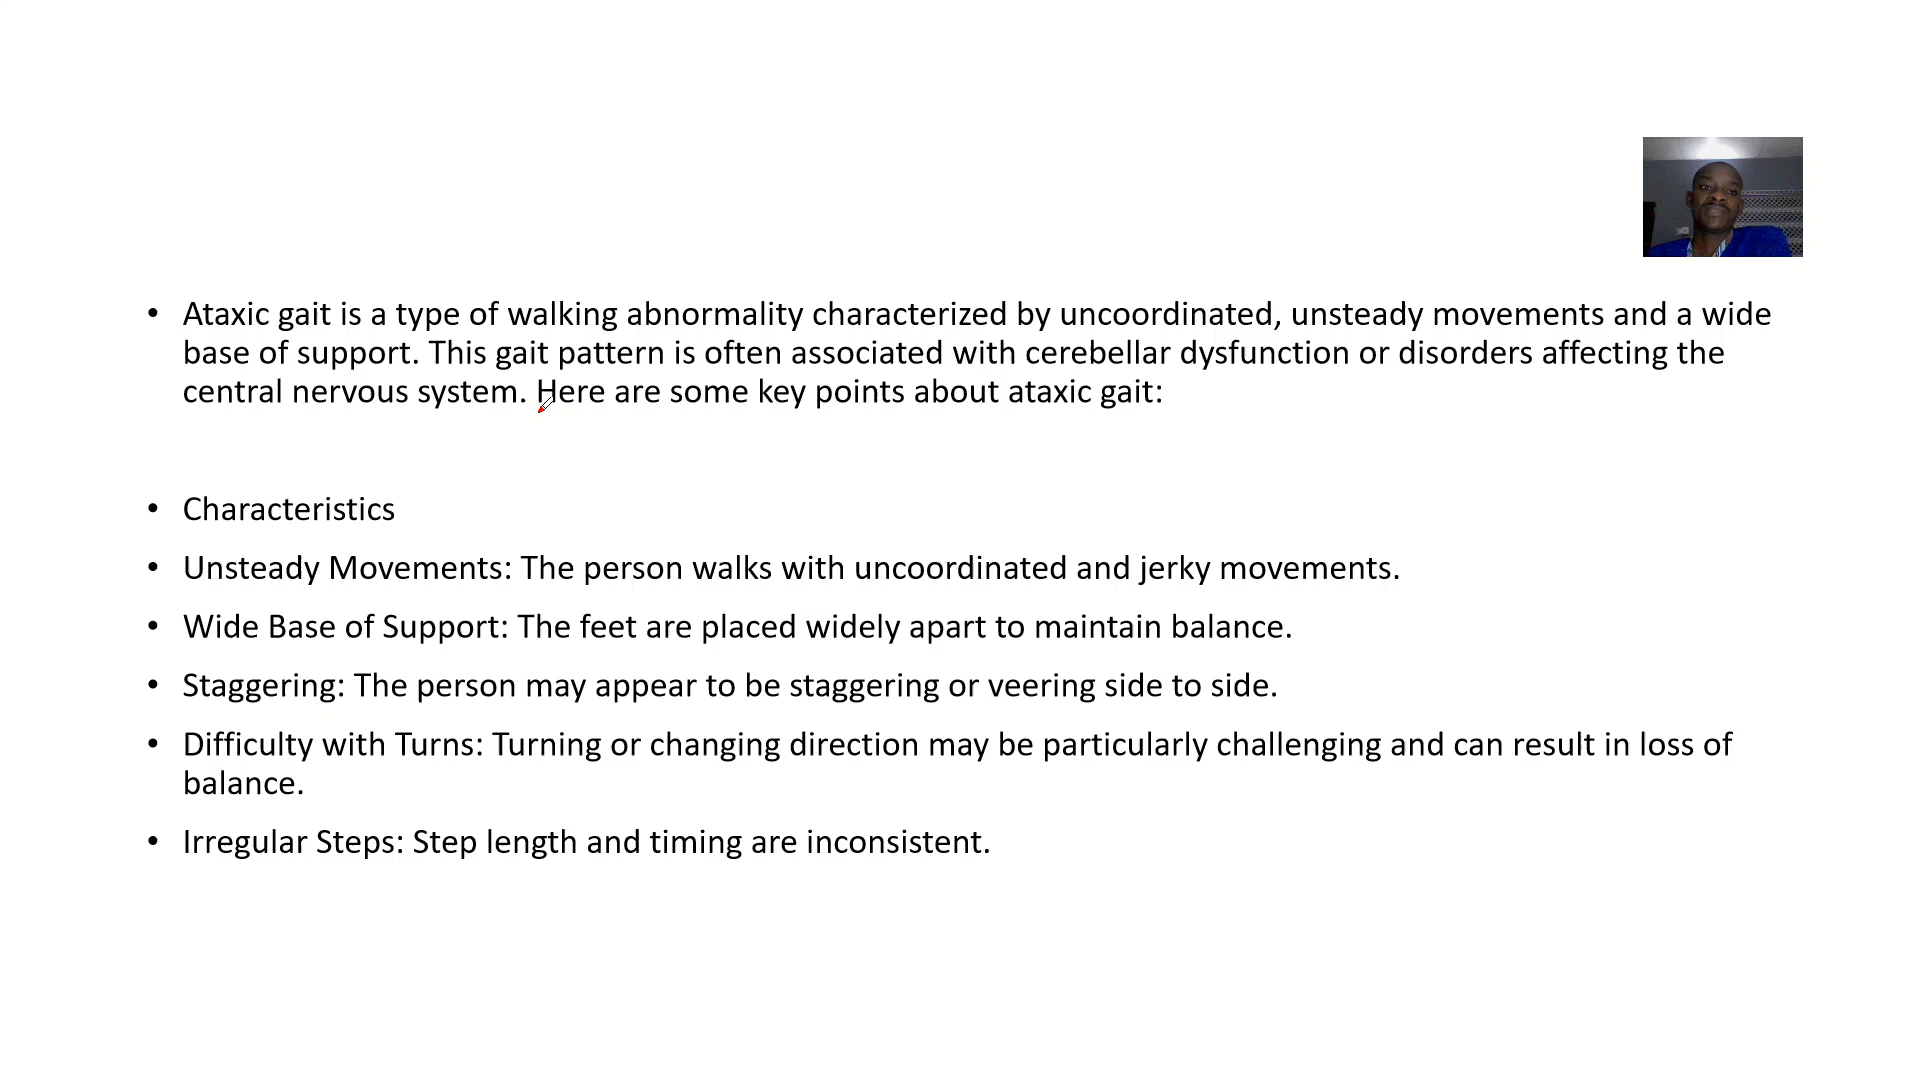 • Ataxic gait is a type of walking abnormality characterized by uncoordinated, unsteady movements and a wide
base of support. This gait pattern is often associated with cerebellar dysfunction or disorders affecting the
central nervous system. Here are some key points about ataxic gait:
• Characteristics
• Unsteady Movements: The person walks with uncoordinated and jerky movements.
• Wide Base of Support: The feet are placed widely apart to maintain balance.
• Staggering: The person may appear to be staggering or veering side to side.
• Difficulty with Turns: Turning or changing direction may be particularly challenging and can result in loss of
balance.
• Irregular Steps: Step length and timing are inconsistent.